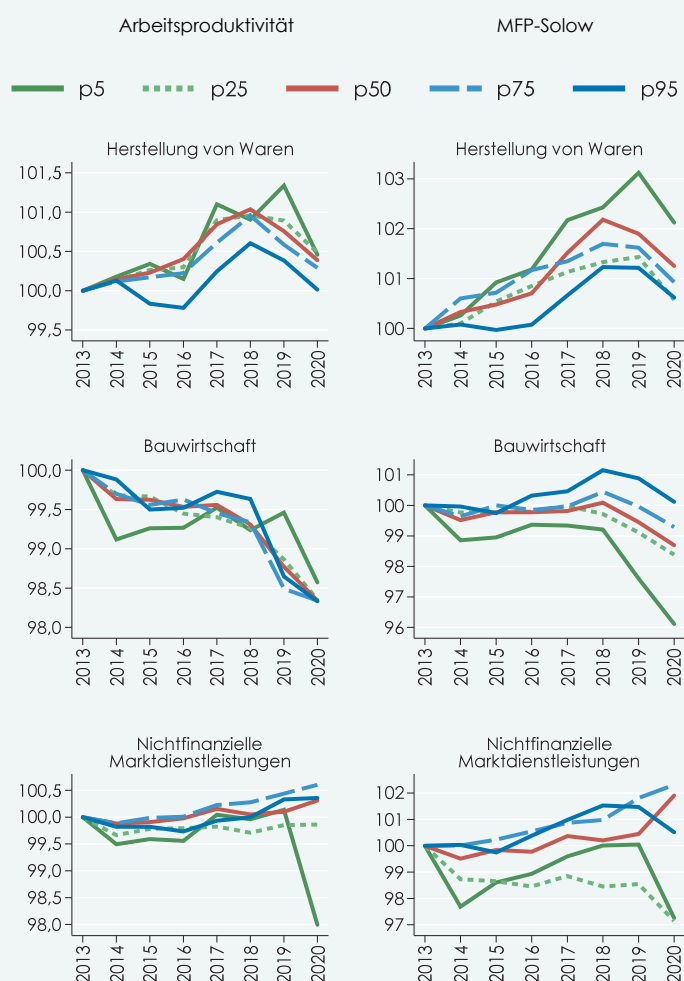 Arbeitsproduktivität MFP-Solow
p5 p25 p50 p75 p95
Herstellung von Waren
101,5
101,0
100,5
100,0
99,5
2013 2014 2015 2016 2017 2018 2019 2020
Herstellung von Waren
103
102
101
100
2013 2014 2015 2016 2017 2018 2019 2020
Bauwirtschaft
100,0
99,5
99,0
98,5
98,0
2013 2014 2015 2016 2017 2018 2019 2020
Bauwirtschaft
101
100
99
98
97
96
2013 2014 2015 2016 2017 2018 2019 2020
Nichtfinanzielle
Marktdienstleistungen
100,5
100,0
99,5
99,0
98,5
98,0
2013 2014 2015 2016 2017 2018 2019 2020
Nichtfinanzielle
Marktdienstleistungen
102
101
100
99
98
97
2013 2014 2015 2016 2017 2018 2019 2020